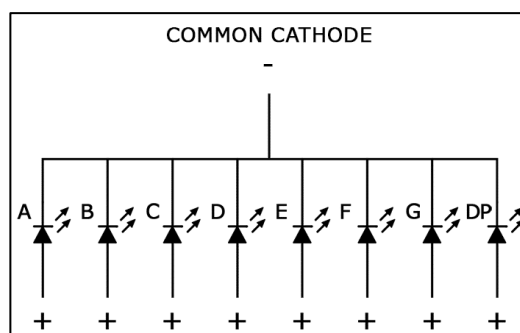 COMMON CATHODE
-
A B C D E F G DP
+ + + + + + + +